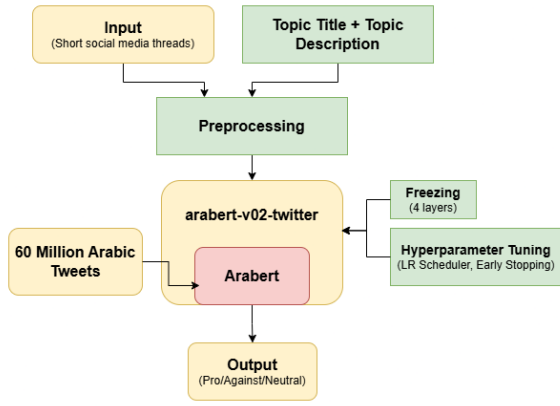 Input
(Short social media threads)
Topic Title + Topic
Description
Preprocessing
arabert-v02-twitter
Freezing
(4 layers)
60 Million Arabic
Tweets
Hyperparameter Tuning
(LR Scheduler, Early Stopping)
Arabert
Output
(Pro/Against/Neutral)